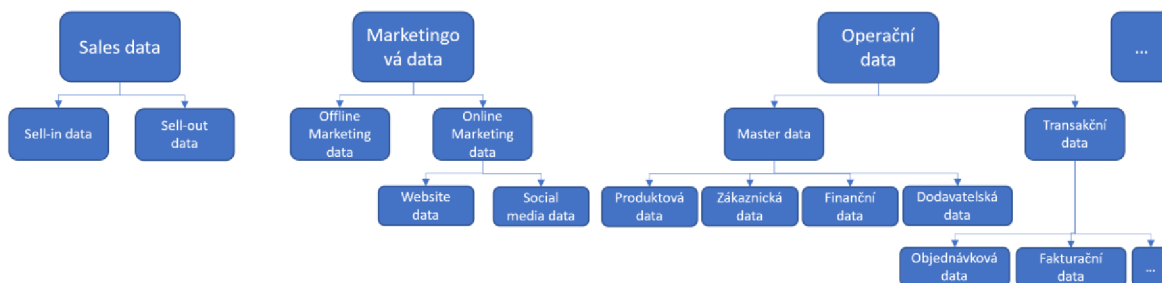 Sales data
Marketingo
vá data
Operační
data
...
Sell-in data
Sell-out
data
Offline
Marketing
data
Online
Marketing
data
Master data
Transakční
data
Website
data
Social
media data
Produktová
data
Zákaznická
data
Finanční
data
Dodavatelská
data
Objednávková
data
Fakturační
data
...